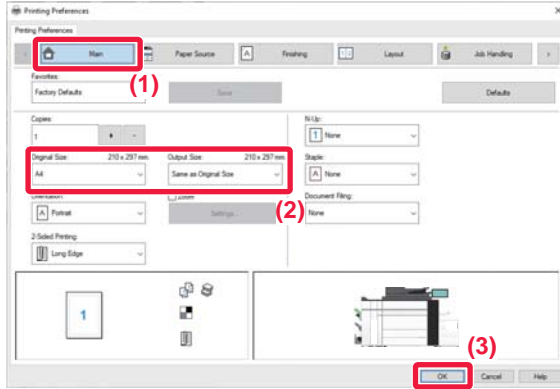 Printing Preferences
Printing Preferences
Main
Paper Source
Finishing
Layout
Job Handling
(1)
Favorites:
Factory Defaults
Save
Defaults
Copies:
1
+ -
N-Up:
1 None
Original Size: 210 x 297 mm.
A4
Output Size: 210 x 297 mm.
Same as Original Size
Staple:
A None
(2)
Orientation:
A Portrait
Zoom
Settings...
Document Filing:
None
2-Sided Printing:
Long Edge
1
(3)
OK
Cancel
Help